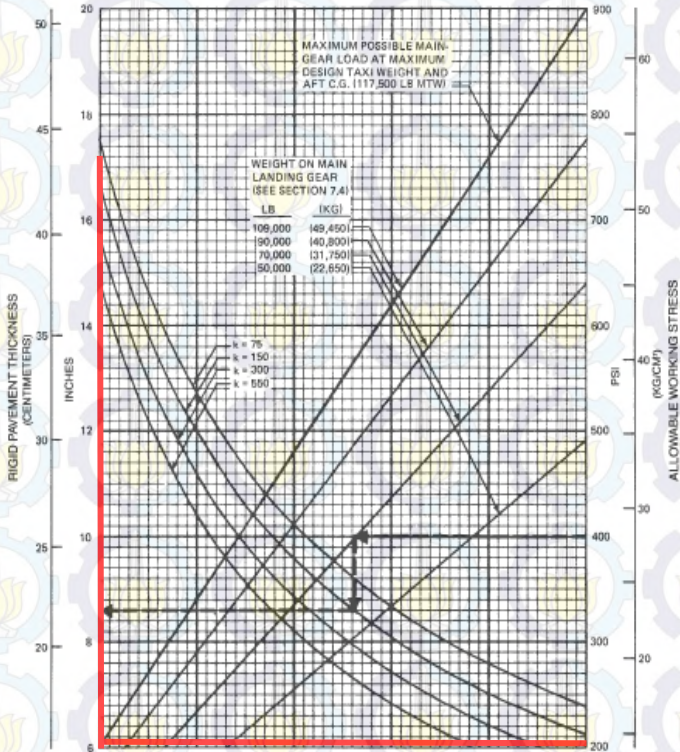 50
45
40
35
30
25
20
RIGID PAVEMENT THICKNESS
(CENTIMETERS)
INCHES
20
18
16
14
12
10
8
6
MAXIMUM POSSIBLE MAIN-
GEAR LOAD AT MAXIMUM
DESIGN TAXI WEIGHT AND
AFT C.G. (117,500 LB MTW)
WEIGHT ON MAIN
LANDING GEAR
(SEE SECTION 7.4)
LB (KG)
109,000 (49,450)
90,000 (40,800)
70,000 (31,750)
50,000 (22,650)
k = 75
k = 150
k = 300
k = 550
900
800
700
600
500
400
300
200
PSI
60
50
40
30
20
(KG/CM²)
ALLOWABLE WORKING STRESS